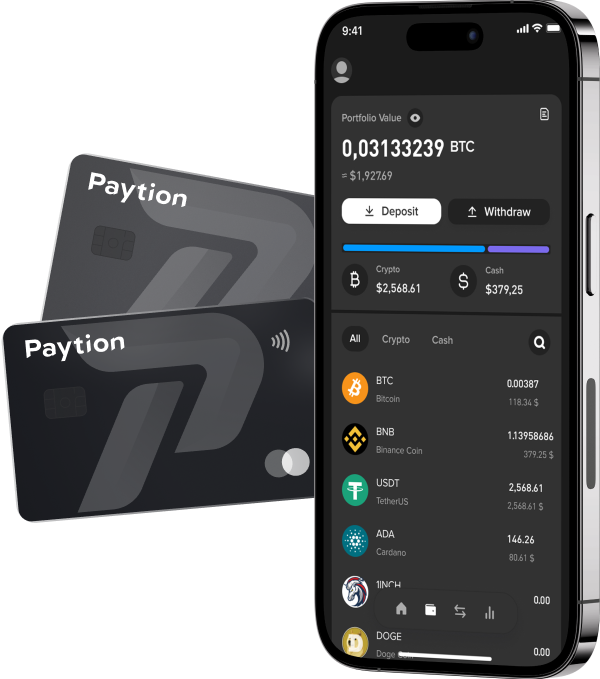 9:41
Portfolio Value
0,03133239 BTC
= $1,927.69
Deposit
Withdraw
Crypto
$2,568.61
Cash
$379,25
All
Crypto
Cash
BTC
0.00387
Bitcoin
118.34 $
BNB
1.13958686
Binance Coin
379.25 $
USDT
2,568.61
TetherUS
2,568.61 $
ADA
146.26
Cardano
80.61 $
1INCH
0.00
DOGE
0.00
Doge
Paytion
Paytion